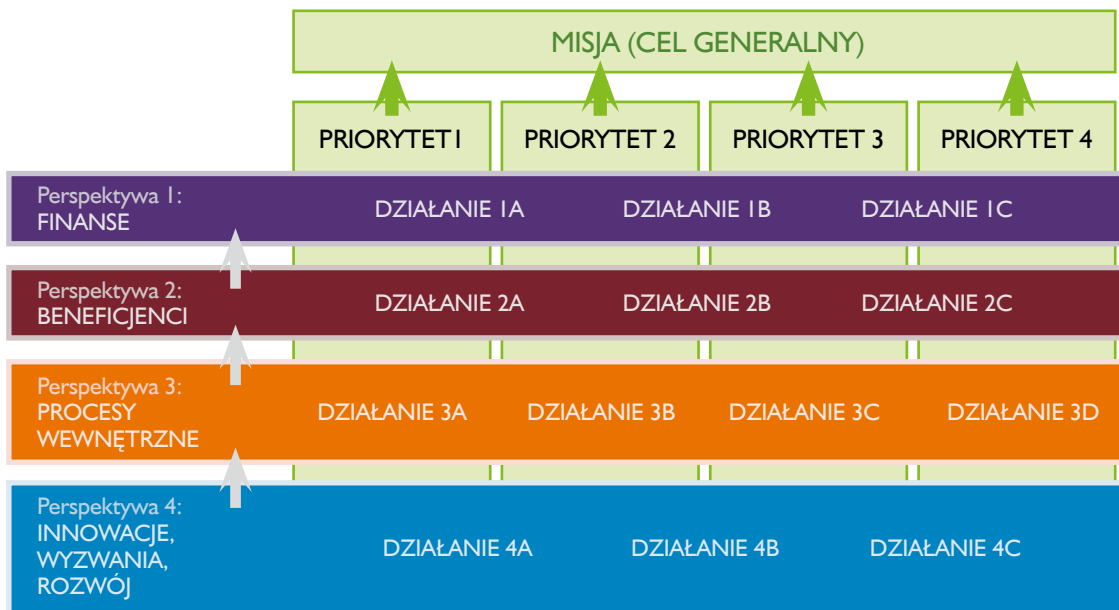 MISJA (CEL GENERALNY)
PRIORYTET 1
PRIORYTET 2
PRIORYTET 3
PRIORYTET 4
Perspektywa 1:
FINANSE
DZIAŁANIE 1A
DZIAŁANIE 1B
DZIAŁANIE 1C
Perspektywa 2:
BENEFICJENCI
DZIAŁANIE 2A
DZIAŁANIE 2B
DZIAŁANIE 2C
Perspektywa 3:
PROCESY
WEWNĘTRZNE
DZIAŁANIE 3A
DZIAŁANIE 3B
DZIAŁANIE 3C
DZIAŁANIE 3D
Perspektywa 4:
INNOWACJE,
WYZWANIA,
ROZWÓJ
DZIAŁANIE 4A
DZIAŁANIE 4B
DZIAŁANIE 4C